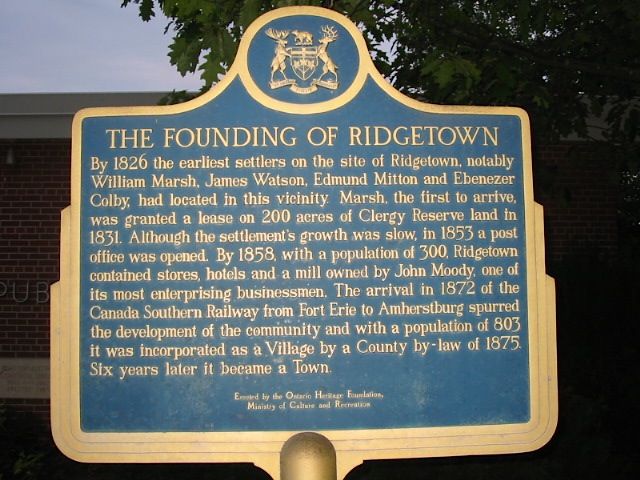 THE FOUNDING OF RIDGETOWN
By 1826 the earliest settlers on the site of Ridgetown, notably
William Marsh, James Watson, Edmund Mitton and Ebenezer
Colby, had located in this vicinity. Marsh, the first to arrive,
was granted a lease on 200 acres of Clergy Reserve land in
1831. Although the settlement's growth was slow, in 1853 a post
office was opened. By 1858, with a population of 300, Ridgetown
contained stores, hotels and a mill owned by John Moody, one of
its most enterprising businessmen. The arrival in 1872 of the
Canada Southern Railway from Fort Erie to Amherstburg spurred
the development of the community and with a population of 803
it was incorporated as a Village by a County by-law of 1875.
Six years later it became a Town.
Erected by the Ontario Heritage Foundation,
Ministry of Culture and Recreation
PUB